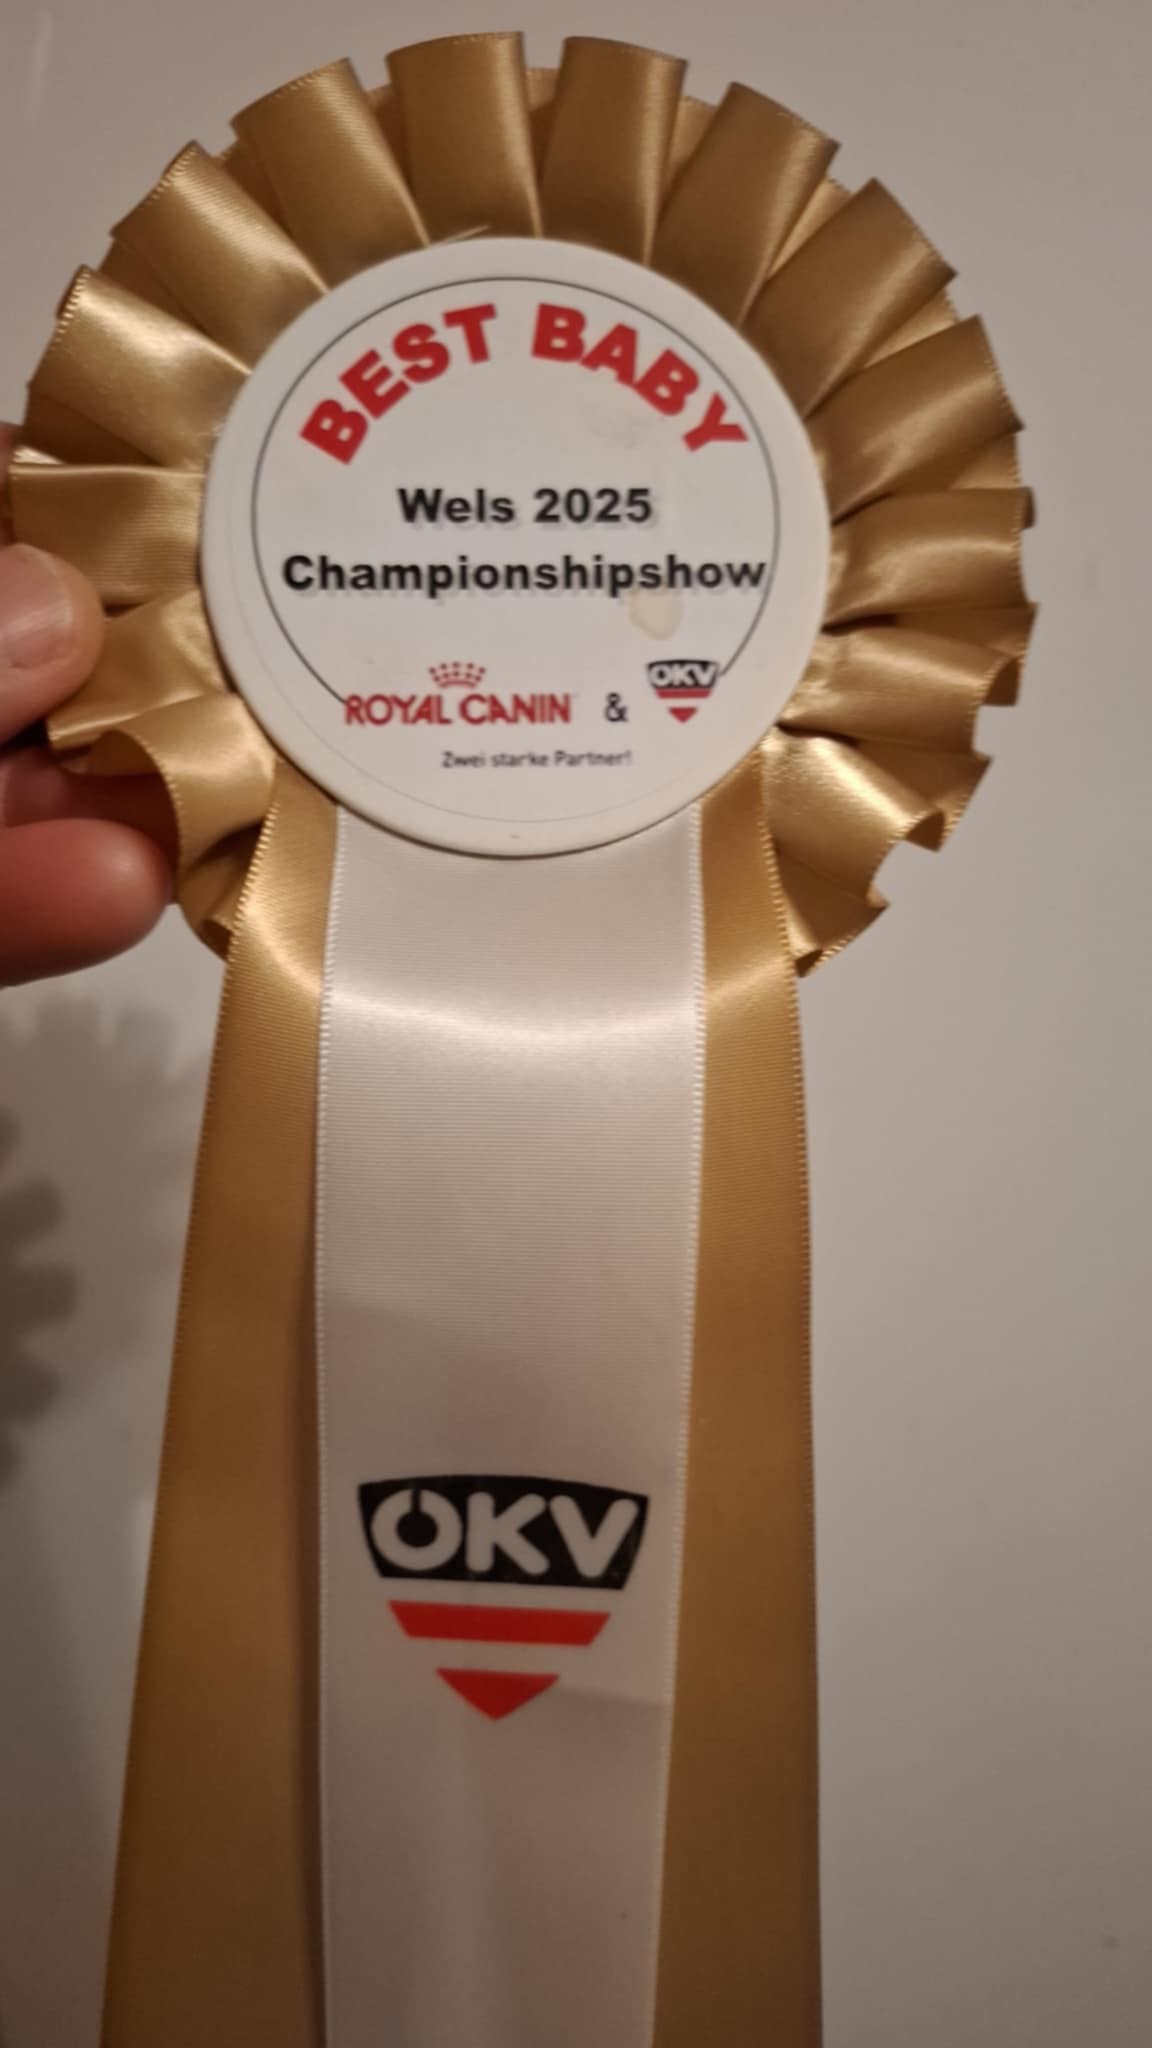 BEST BABY
Wels 2025
Championshipshow
ROYAL CANIN & ÖKV
Zwei starke Partner!
ÖKV